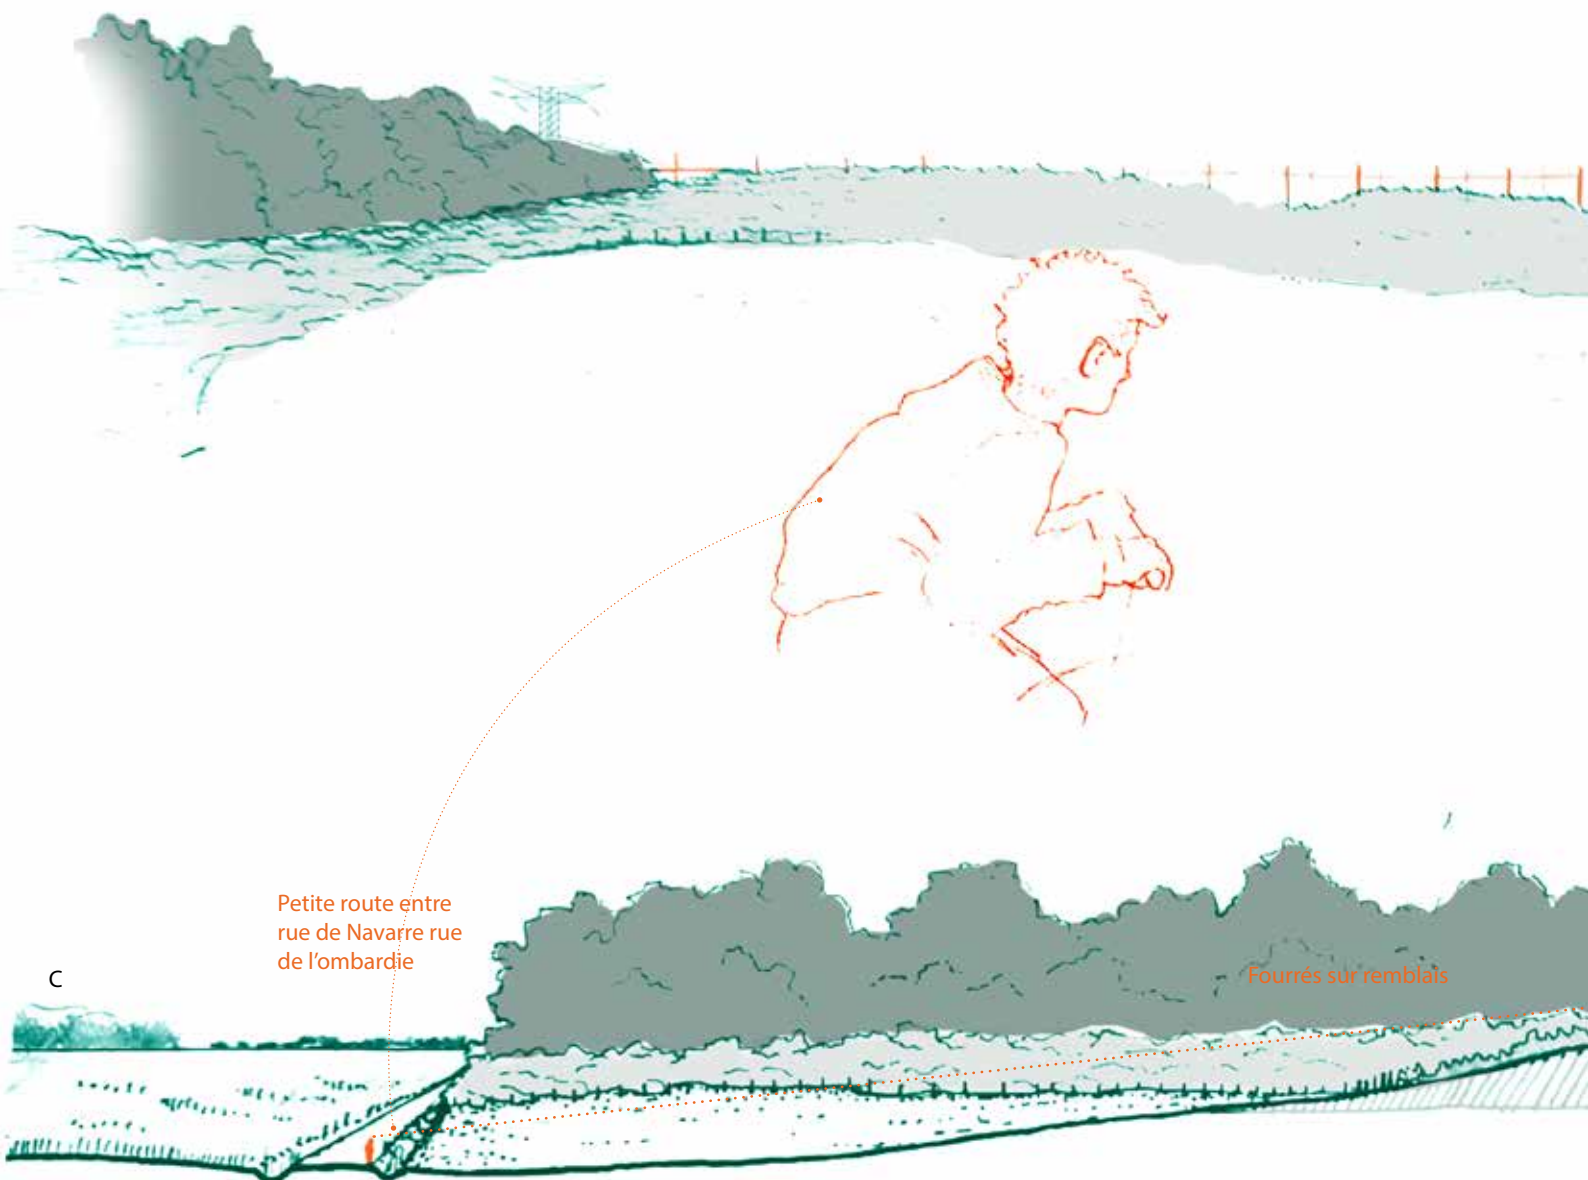 Petite route entre
rue de Navarre rue
de l'ombardie
C
Fourrés sur remblais